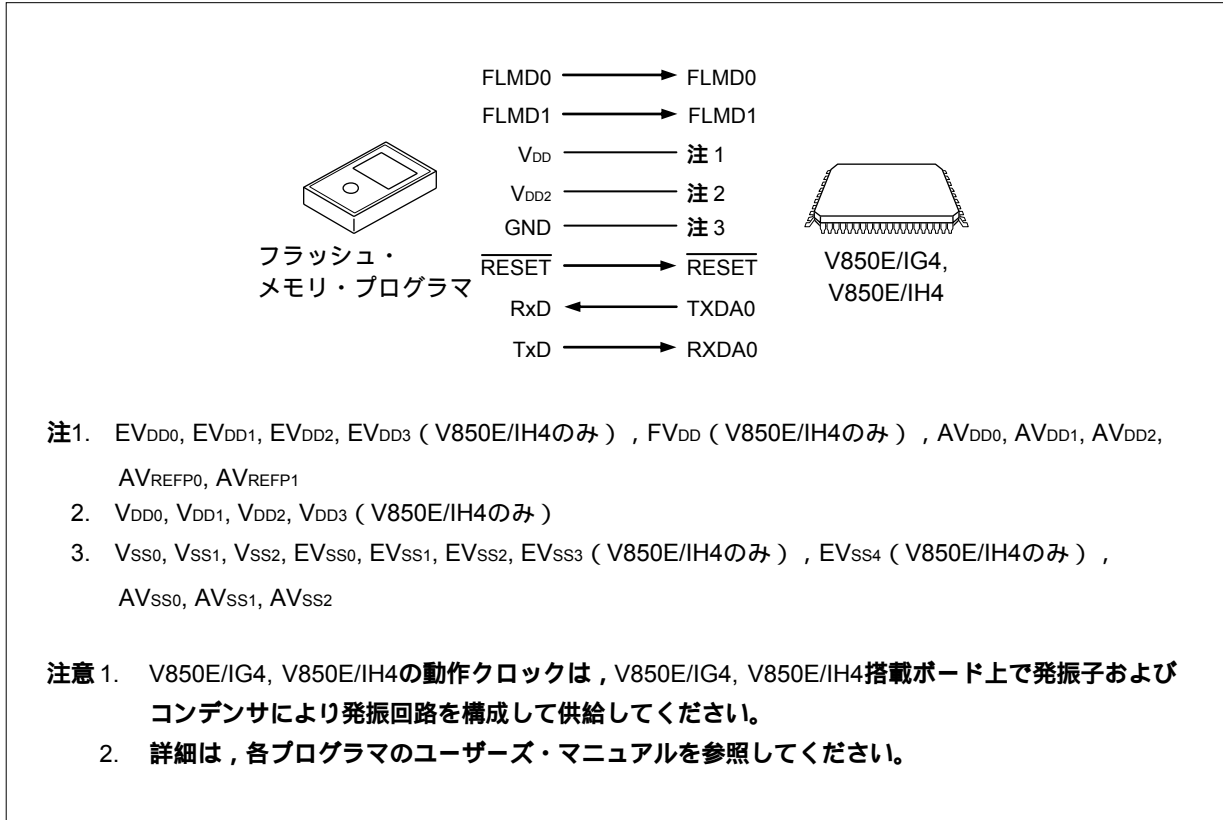 FLMD0 FLMD0
FLMD1 FLMD1
VDD 注1
VDD2 注2
GND 注3
RESET RESET
RxD TXDA0
TxD RXDA0
フラッシュ・
メモリ・プログラマ
V850E/IG4,
V850E/IH4
注1. EVDD0, EVDD1, EVDD2, EVDD3（V850E/IH4のみ）, FVDD（V850E/IH4のみ）, AVDD0, AVDD1, AVDD2,
AVREFP0, AVREFP1
2. VDD0, VDD1, VDD2, VDD3（V850E/IH4のみ）
3. VSS0, VSS1, VSS2, EVSS0, EVSS1, EVSS2, EVSS3（V850E/IH4のみ）, EVSS4（V850E/IH4のみ）,
AVSS0, AVSS1, AVSS2
注意1. V850E/IG4, V850E/IH4の動作クロックは，V850E/IG4, V850E/IH4搭載ボード上で発振子および
コンデンサにより発振回路を構成して供給してください。
2. 詳細は，各プログラマのユーザーズ・マニュアルを参照してください。